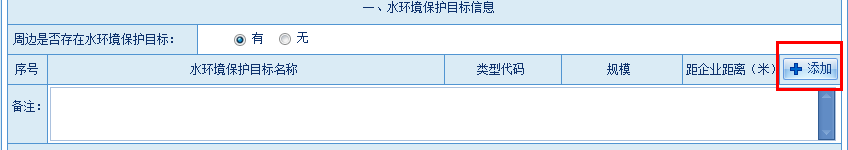 一、水环境保护目标信息
周边是否存在水环境保护目标： 有 无
序号 水环境保护目标名称 类型代码 规模 距企业距离（米） 添加
备注：